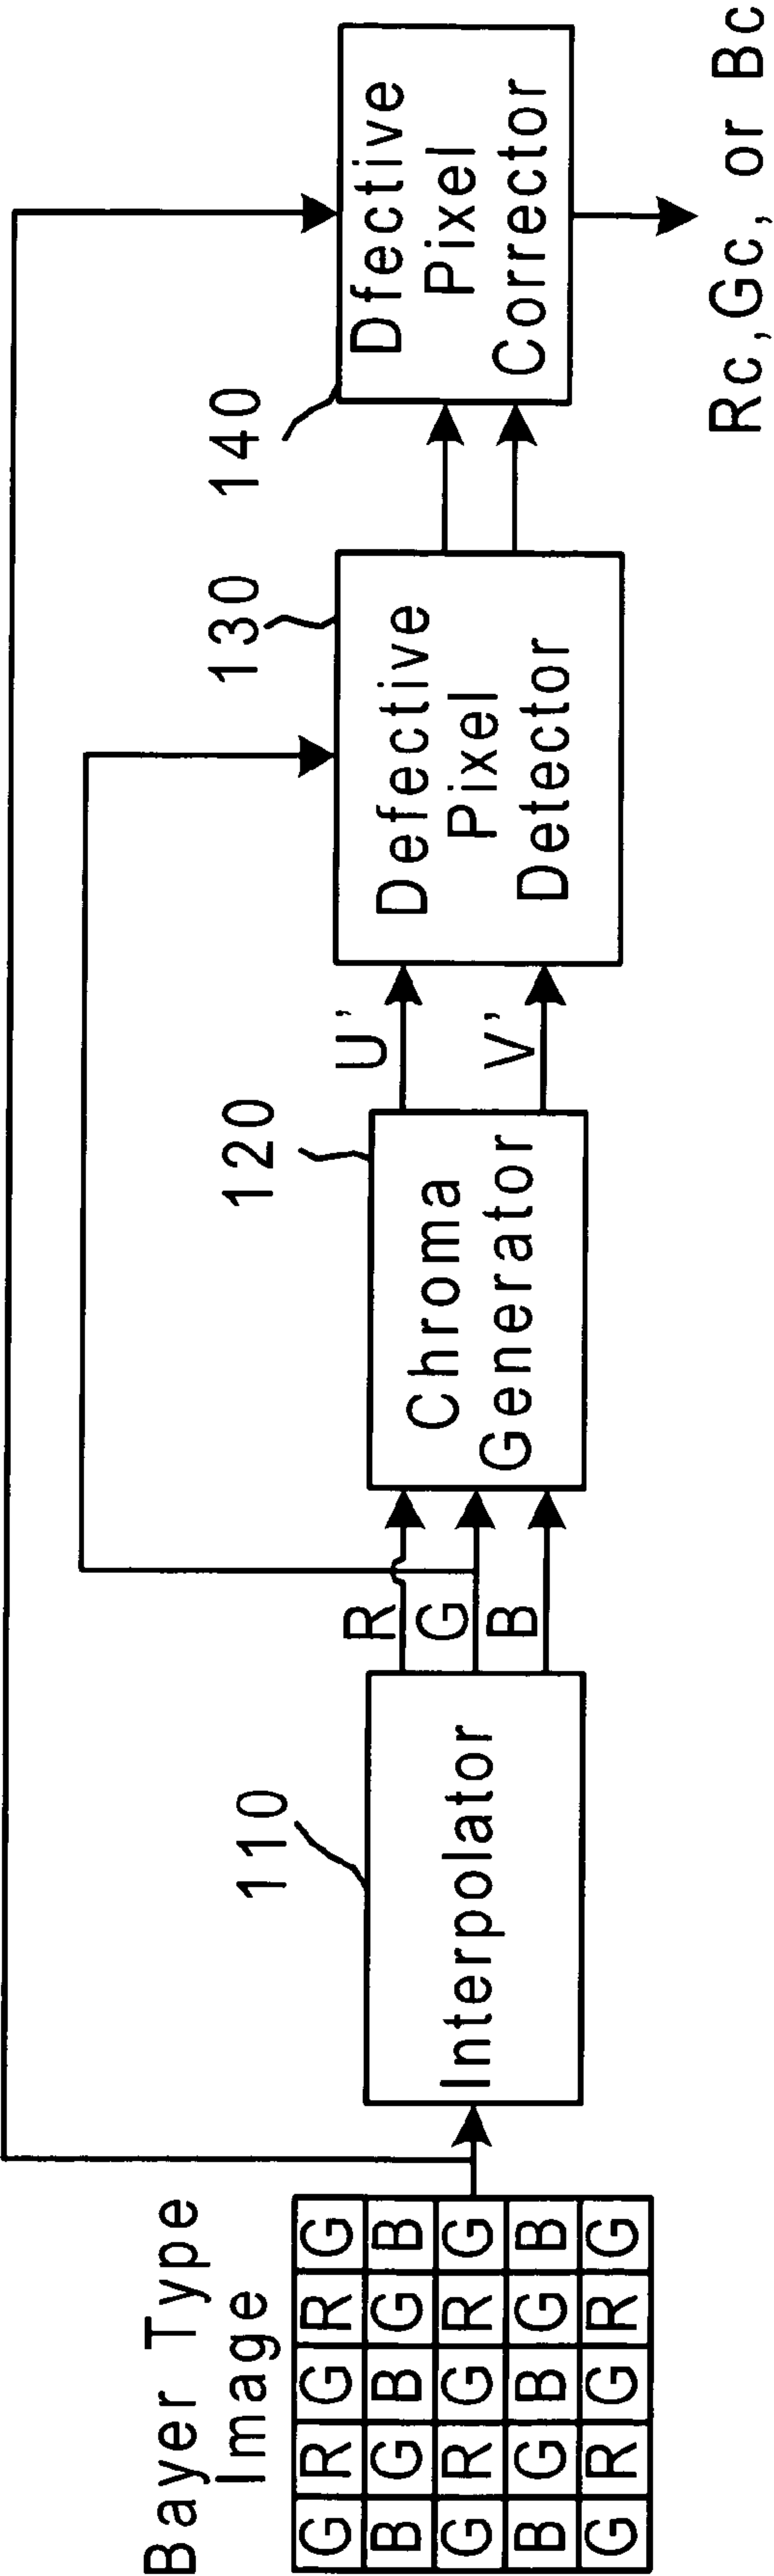 Bayer Type
Image
G R G R G
B G B G B
G R G R G
B G B G B
G R G R G
110
Interpolator
R
G
B
120
Chroma
Generator
U'
V'
130
Defective
Pixel
Detector
140
Dfective
Pixel
Corrector
Rc,Gc, or Bc